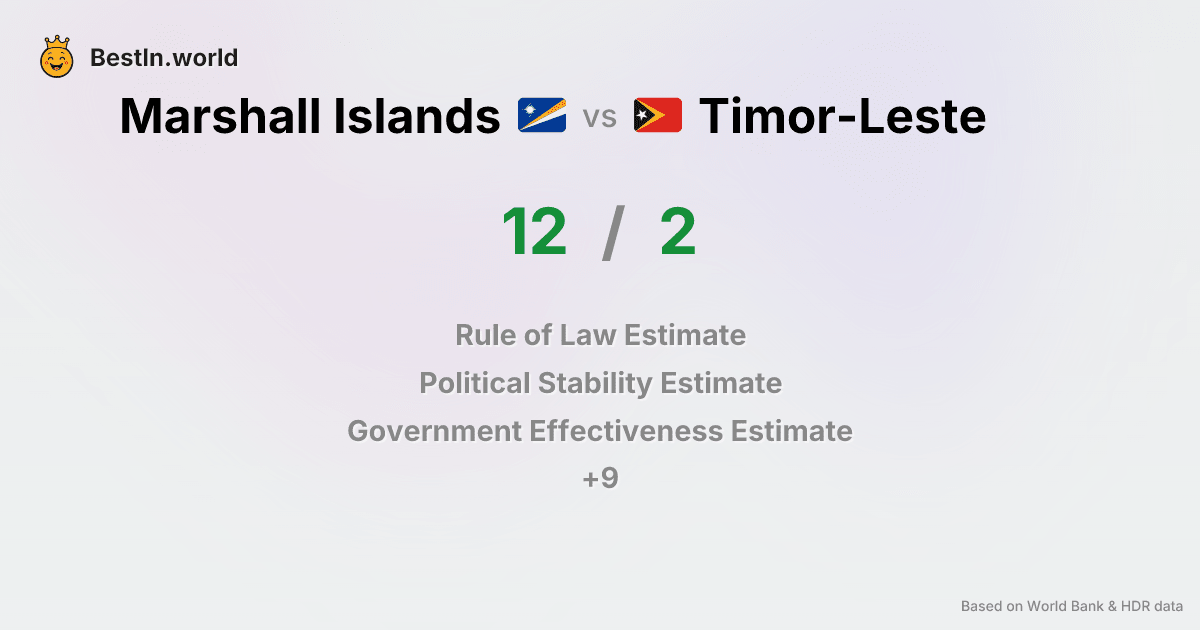 BestIn.world
Marshall Islands vs Timor-Leste
12 / 2
Rule of Law Estimate
Political Stability Estimate
Government Effectiveness Estimate
+9
Based on World Bank & HDR data